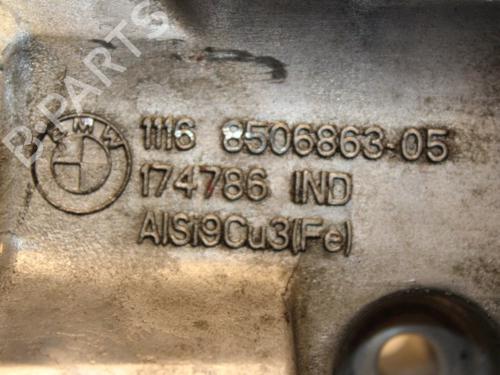 B-PARTS
BMW
1116 8506863-05
174786 IND
AlSi9Cu3(Fe)